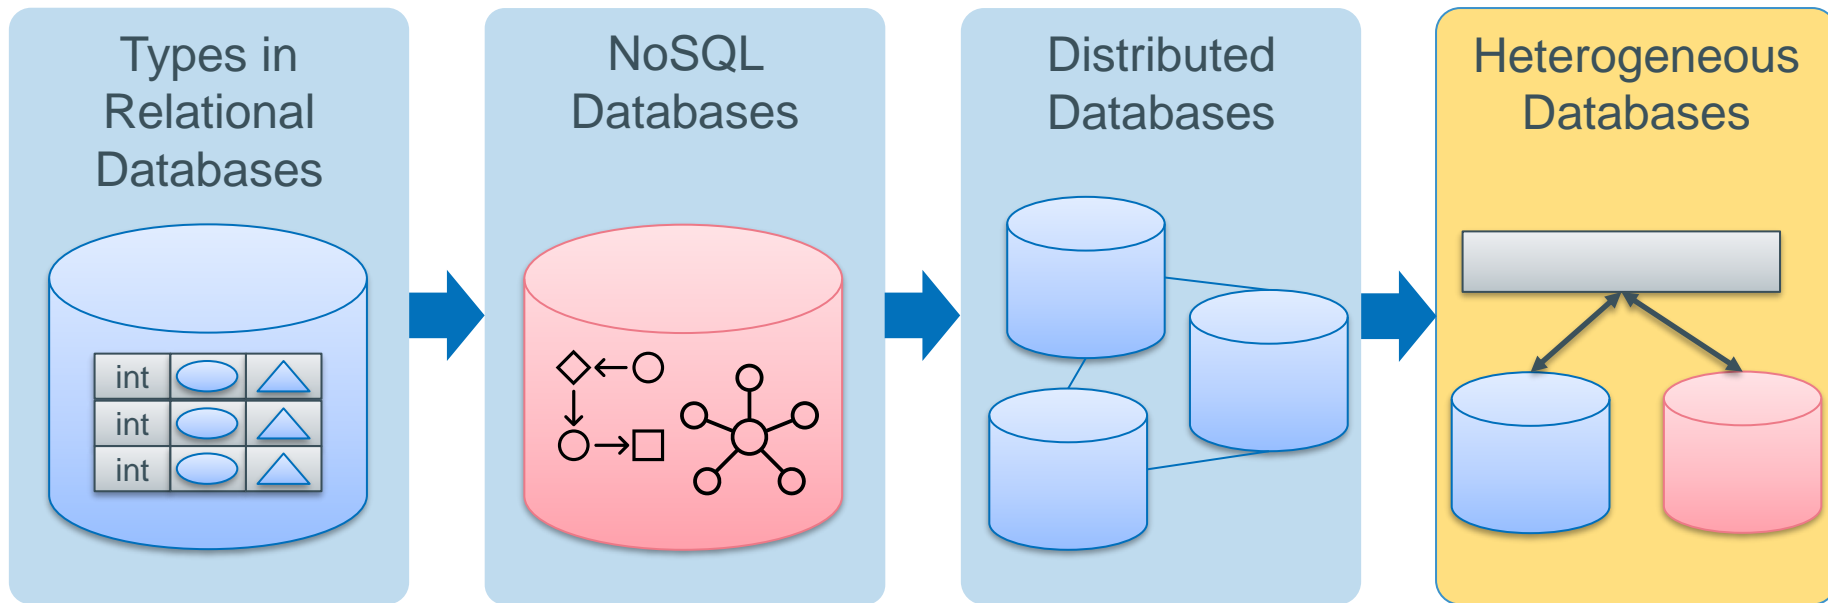 Types in
Relational
Databases
int
int
int
NoSQL
Databases
Distributed
Databases
Heterogeneous
Databases